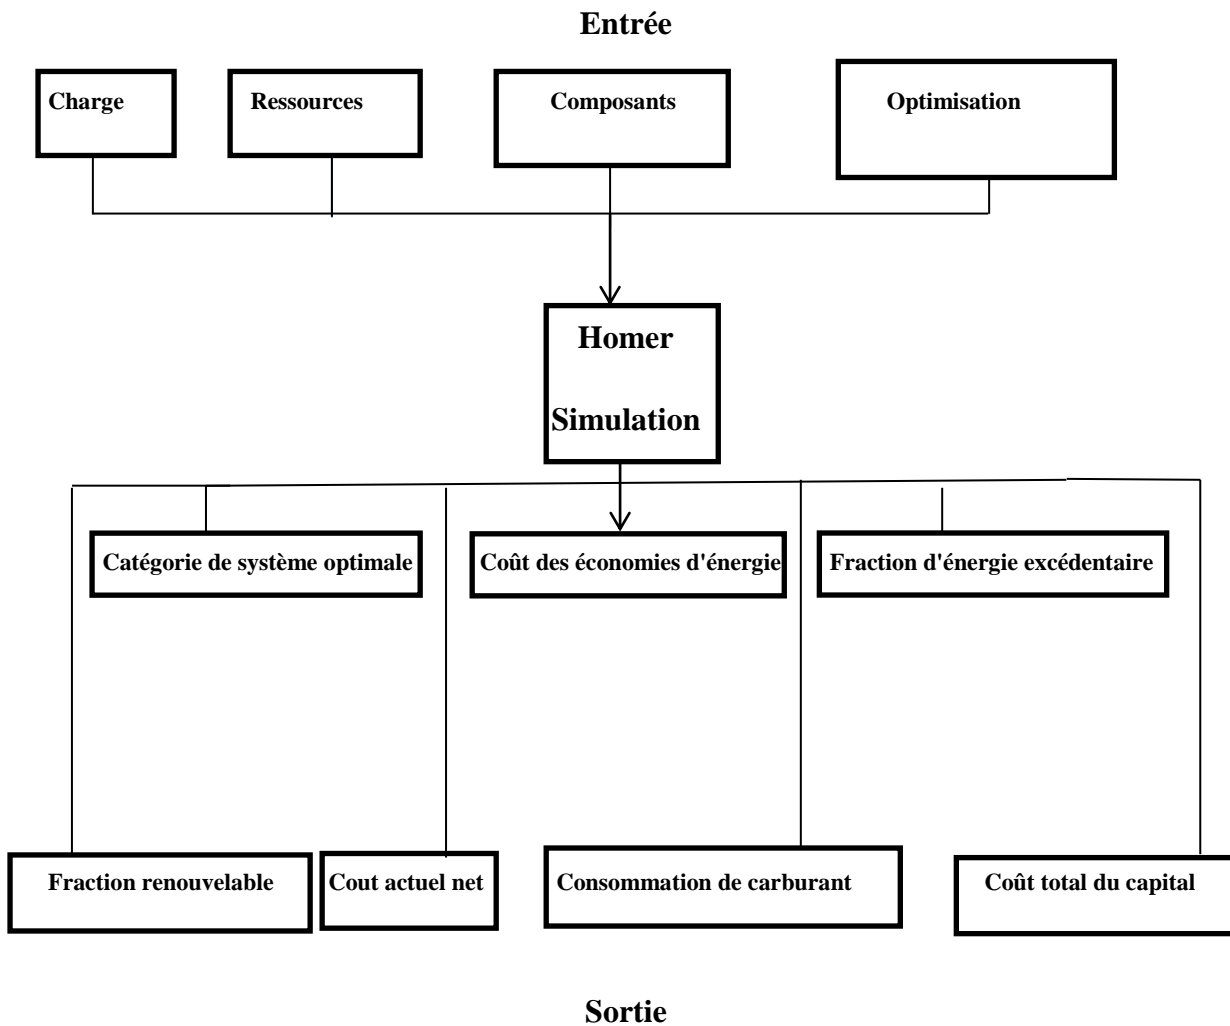 Entrée
Charge
Ressources
Composants
Optimisation
Homer
Simulation
Catégorie de système optimale
Coût des économies d'énergie
Fraction d'énergie excédentaire
Fraction renouvelable
Cout actuel net
Consommation de carburant
Coût total du capital
Sortie